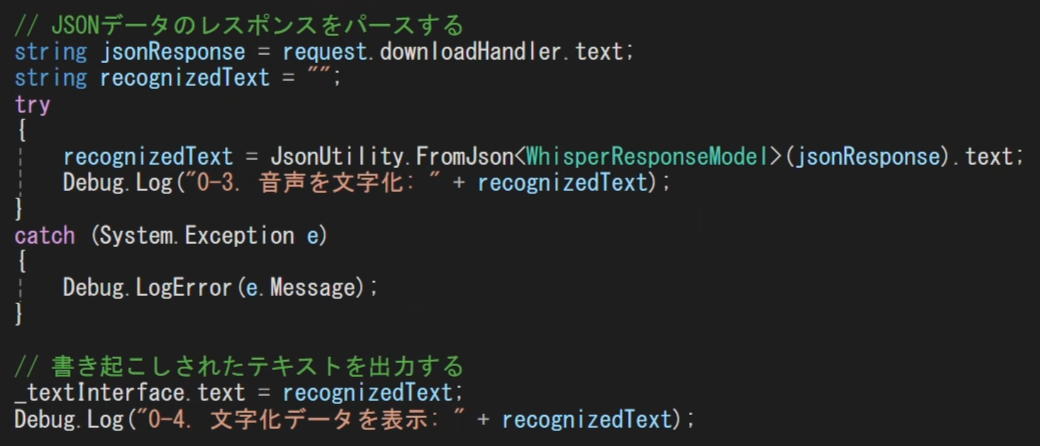 // JSONデータのレスポンスをパースする
string jsonResponse = request.downloadHandler.text;
string recognizedText = "";
try
{
    recognizedText = JsonUtility.FromJson<WhisperResponseModel>(jsonResponse).text;
    Debug.Log("0-3. 音声を文字化: " + recognizedText);
}
catch (System.Exception e)
{
    Debug.LogError(e.Message);
}

// 書き起こしされたテキストを出力する
_textInterface.text = recognizedText;
Debug.Log("0-4. 文字化データを表示: " + recognizedText);